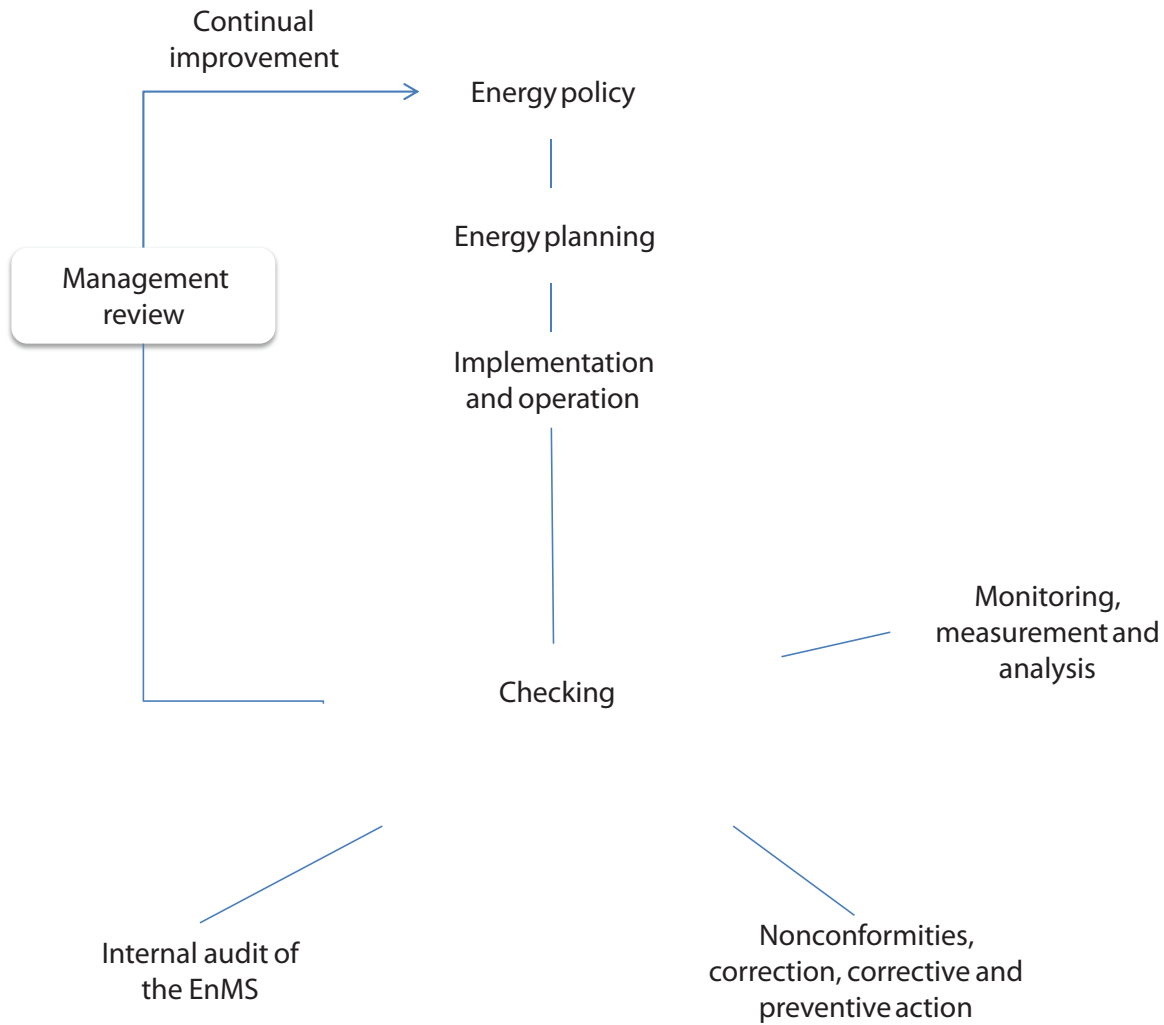 Continual
improvement
Energy policy
Energy planning
Management
review
Implementation
and operation
Monitoring,
measurement and
analysis
Checking
Internal audit of
the EnMS
Nonconformities,
correction, corrective and
preventive action